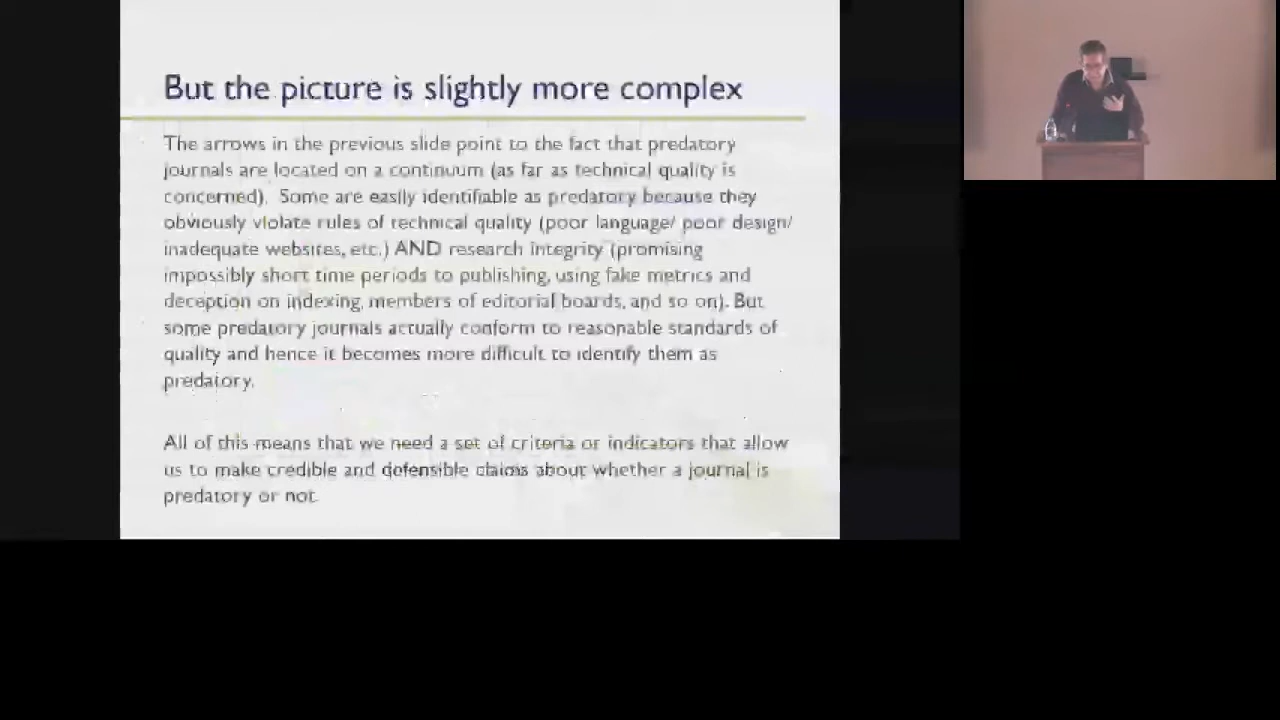 But the picture is slightly more complex
The arrows in the previous slide point to the fact that predatory
journals are located on a continuum (as far as technical quality is
concerned). Some are easily identifiable as predatory because they
obviously violate rules of technical quality (poor language/ poor design/
inadequate websites, etc.) AND research integrity (promising
impossibly short time periods to publishing, using fake metrics and
deception on indexing, members of editorial boards, and so on). But
some predatory journals actually conform to reasonable standards of
quality and hence it becomes more difficult to identify them as
predatory.
All of this means that we need a set of criteria or indicators that allow
us to make credible and defensible claims about whether a journal is
predatory or not.